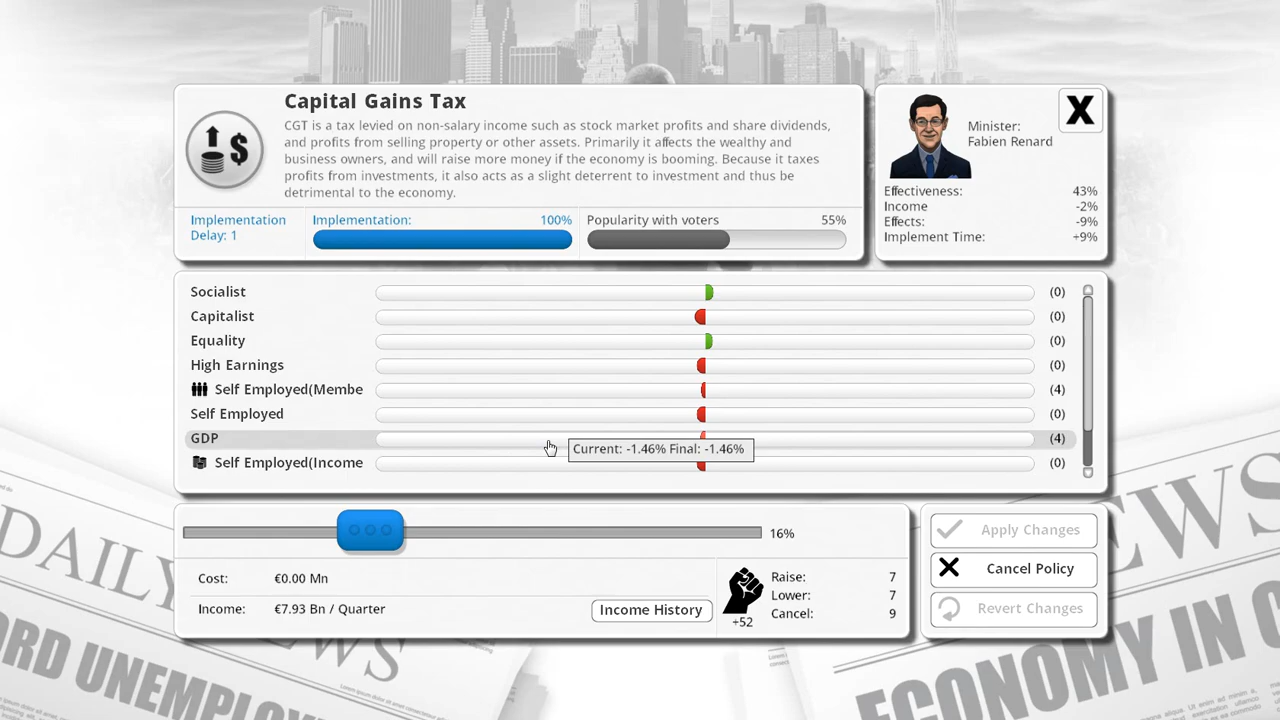 Capital Gains Tax
CGT is a tax levied on non-salary income such as stock market profits and share dividends,
and profits from selling property or other assets. Primarily it affects the wealthy and
business owners, and will raise more money if the economy is booming. Because it taxes
profits from investments, it also acts as a slight deterrent to investment and thus be
detrimental to the economy.
Implementation
Delay: 1
Implementation: 100%
Popularity with voters 55%
X
Minister:
Fabien Renard
Effectiveness: 43%
Income -2%
Effects: -9%
Implement Time: +9%
Socialist (0)
Capitalist (0)
Equality (0)
High Earnings (0)
Self Employed(Membe (4)
Self Employed (0)
GDP (4)
Current: -1.46% Final: -1.46%
Self Employed(Income (0)
16%
Cost: €0.00 Mn
Income: €7.93 Bn / Quarter
Income History
+52
Raise: 7
Lower: 7
Cancel: 9
Apply Changes
Cancel Policy
Revert Changes
DAILY
NEWS
ECONOMY IN